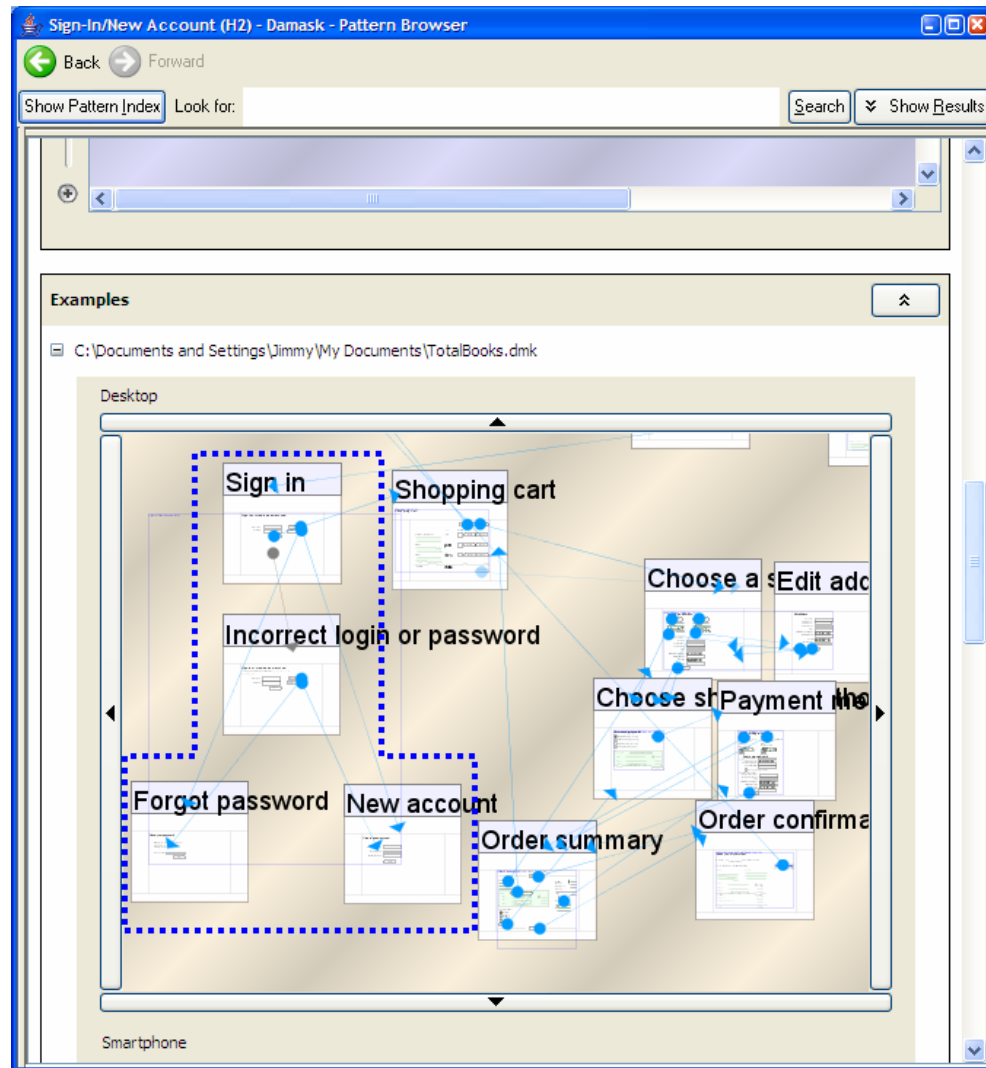 Sign-In/New Account (H2) - Damask - Pattern Browser
Back Forward
Show Pattern Index Look for: Search Show Results
Examples
C:\Documents and Settings\Jimmy\My Documents\TotalBooks.dmk
Desktop
Sign in
Shopping cart
Choose a s
Edit add
Incorrect login or password
Choose sh
Payment me
tho
Forgot password
New account
Order summary
Order confirma
Smartphone